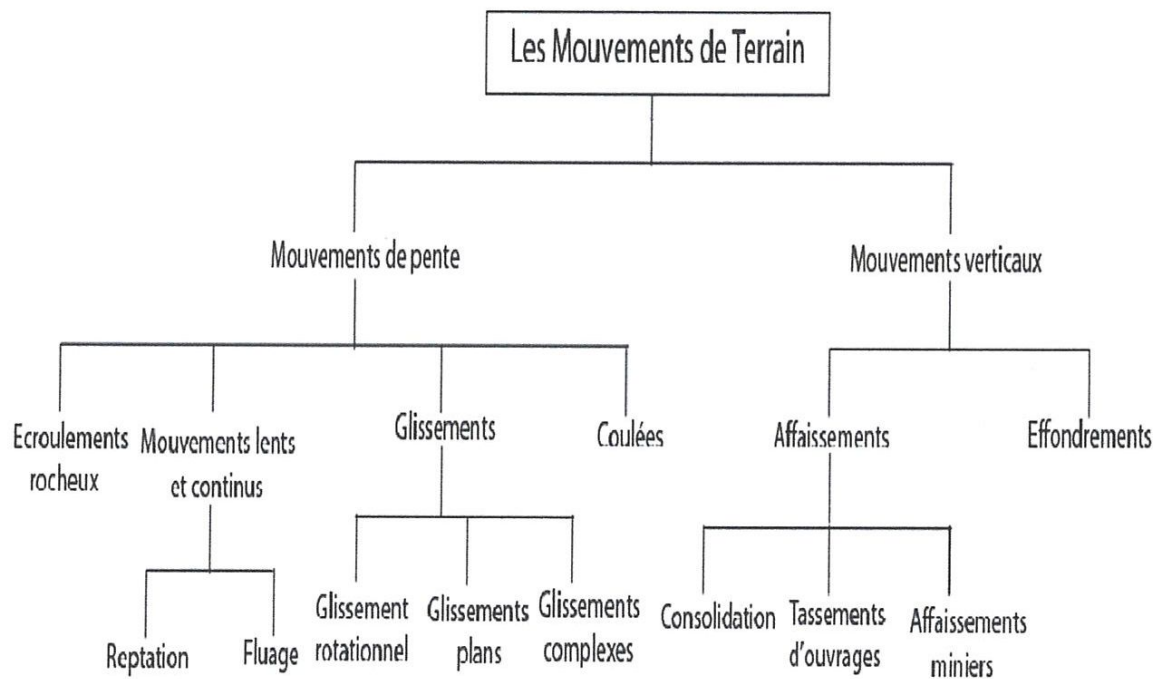 Les Mouvements de Terrain
Mouvements de pente
Mouvements verticaux
Ecroulements
rocheux
Mouvements lents
et continus
Glissements
Coulées
Affaissements
Effondrements
Reptation
Fluage
Glissement
rotationnel
Glissements
plans
Glissements
complexes
Consolidation
Tassements
d'ouvrages
Affaissements
miniers